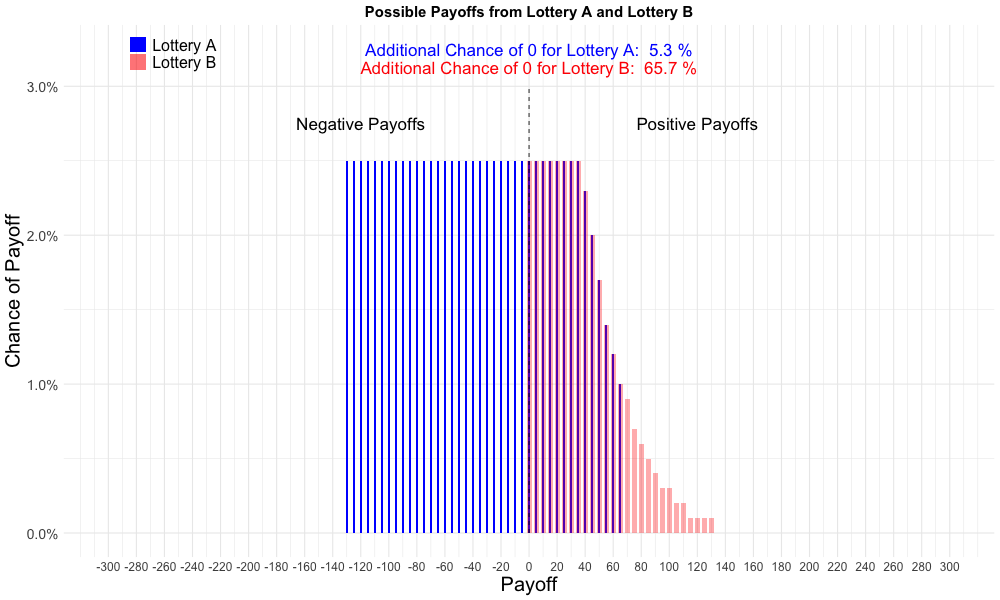 Possible Payoffs from Lottery A and Lottery B
Lottery A
Lottery B
Additional Chance of 0 for Lottery A:  5.3 %
Additional Chance of 0 for Lottery B:  65.7 %
Negative Payoffs
Positive Payoffs
3.0%
2.0%
1.0%
0.0%
Chance of Payoff
-300 -280 -260 -240 -220 -200 -180 -160 -140 -120 -100 -80 -60 -40 -20 0 20 40 60 80 100 120 140 160 180 200 220 240 260 280 300
Payoff